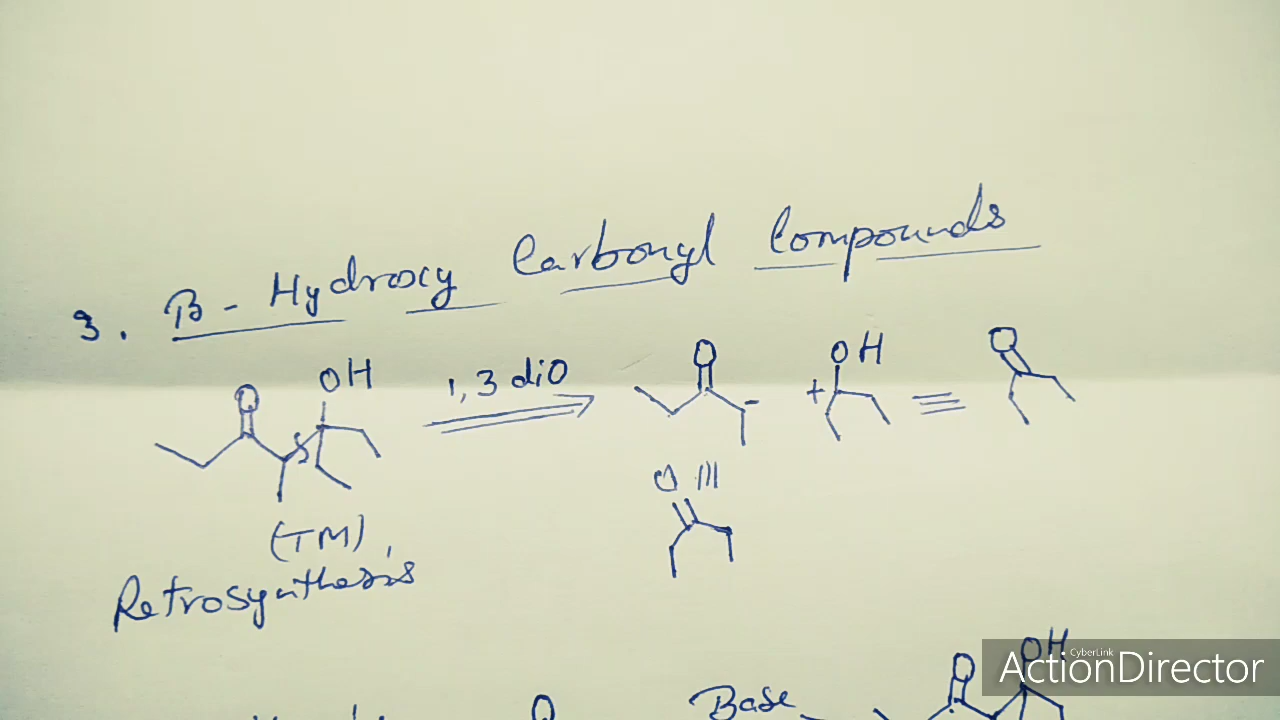 3. β - Hydroxy Carbonyl Compounds
OH
O
1,3 diO
O
-
+
OH
≡
O
O
|||
(TM)
Retrosynthesis
OH
O
O
Base
CyberLink
ActionDirector